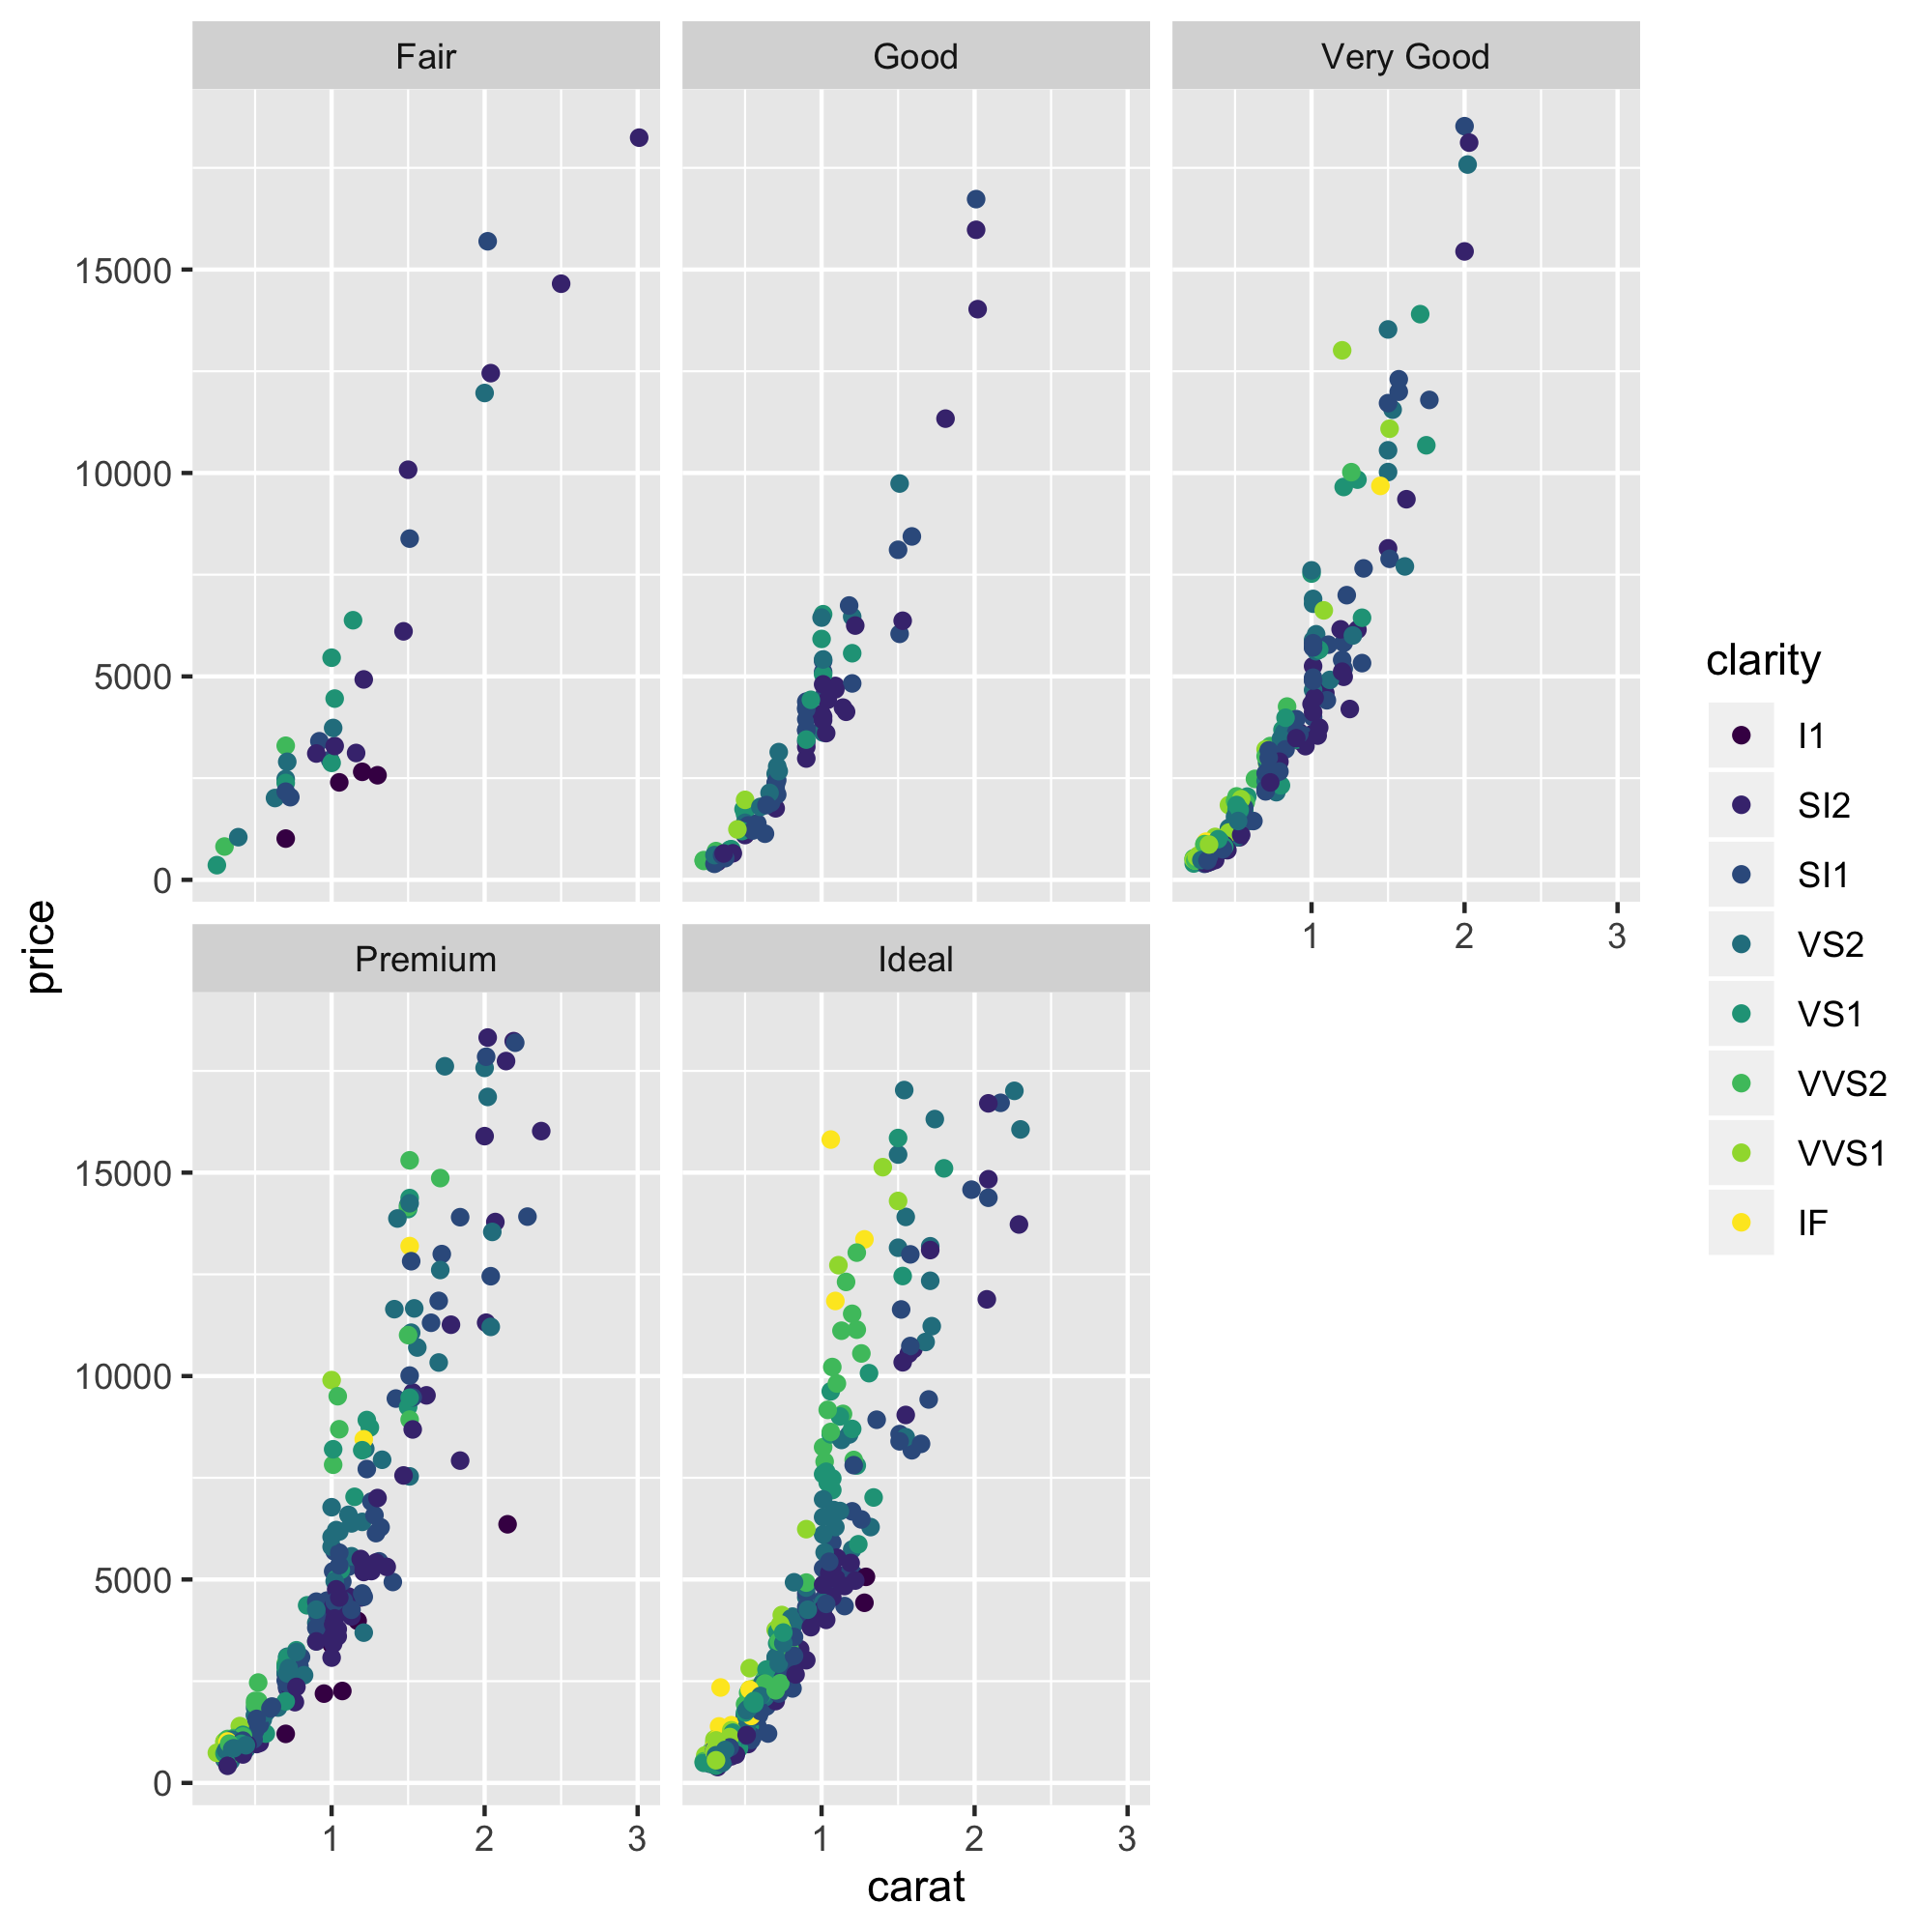 Fair Good Very Good
15000
10000
5000
0
1 2 3
Premium Ideal
15000
10000
5000
0
1 2 3 1 2 3
price
carat
clarity
I1
SI2
SI1
VS2
VS1
VVS2
VVS1
IF